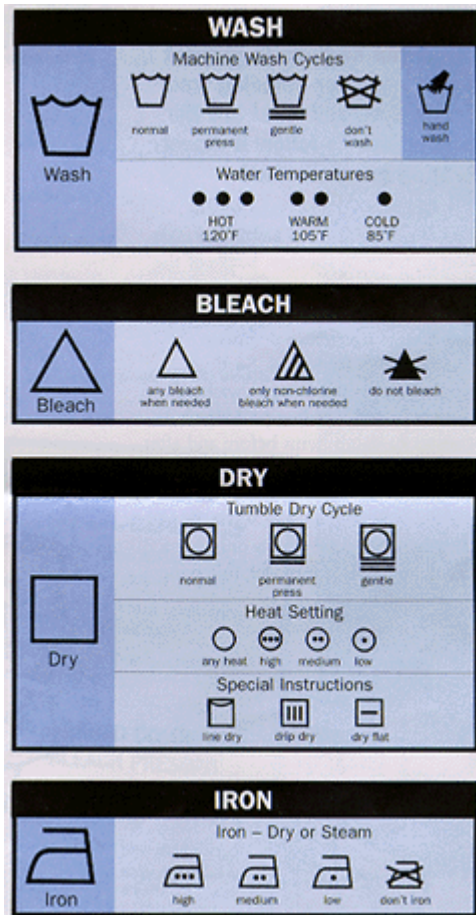 WASH
Machine Wash Cycles
normal
permanent
press
gentle
don't
wash
hand
wash
Wash
Water Temperatures
HOT
120°F
WARM
105°F
COLD
85°F
BLEACH
Bleach
any bleach
when needed
only non-chlorine
bleach when needed
do not bleach
DRY
Tumble Dry Cycle
normal
permanent
press
gentle
Heat Setting
any heat high medium low
Dry
Special Instructions
line dry drip dry dry flat
IRON
Iron – Dry or Steam
Iron
high medium low don't iron